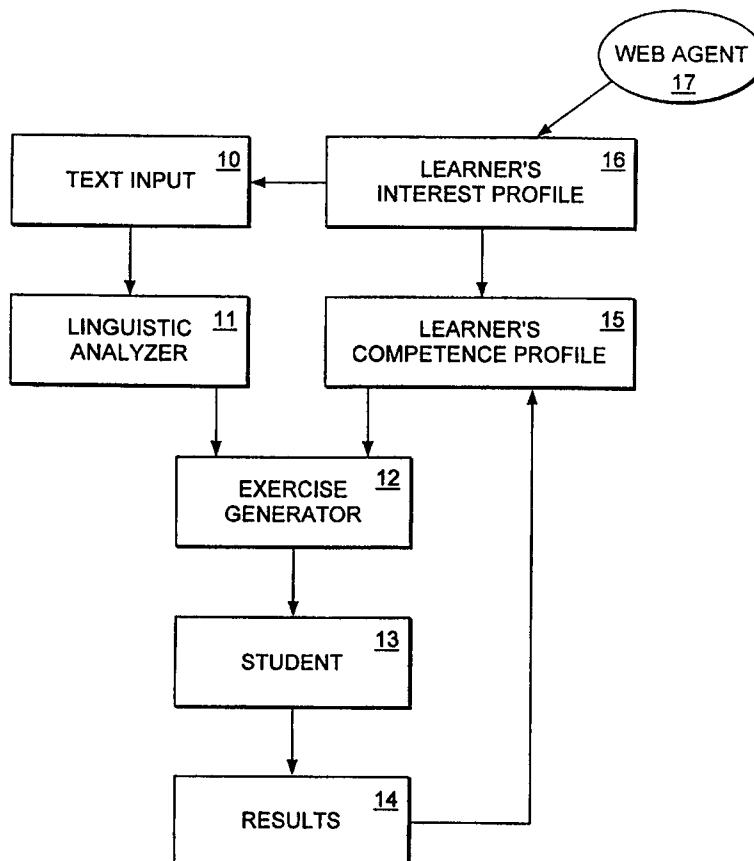 WEB AGENT
17
10
TEXT INPUT
16
LEARNER'S
INTEREST PROFILE
11
LINGUISTIC
ANALYZER
15
LEARNER'S
COMPETENCE PROFILE
12
EXERCISE
GENERATOR
13
STUDENT
14
RESULTS